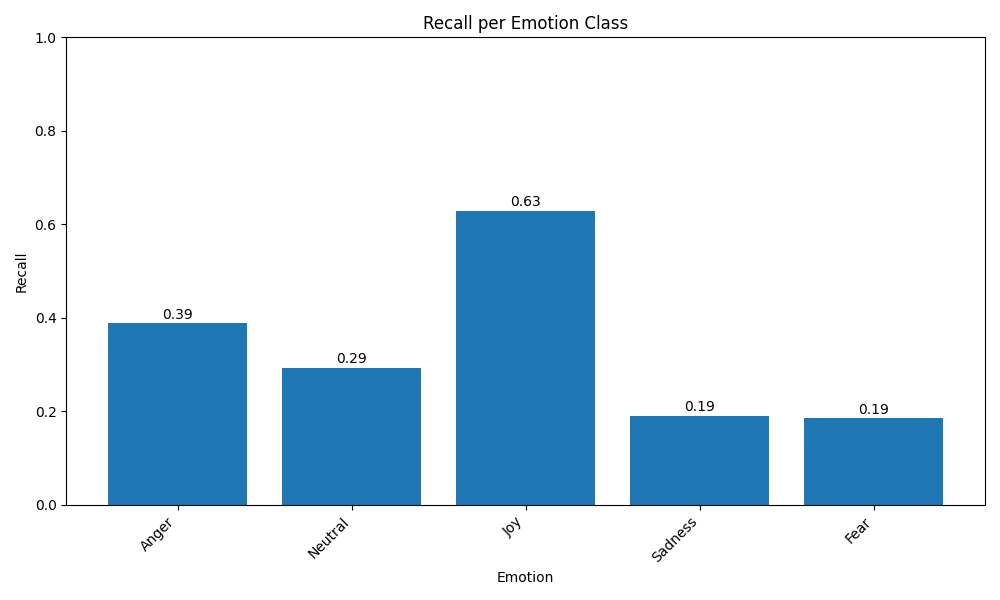 Recall per Emotion Class
1.0
0.8
0.6
0.4
0.2
0.0
Recall
0.39
0.29
0.63
0.19
0.19
Anger
Neutral
Joy
Sadness
Fear
Emotion